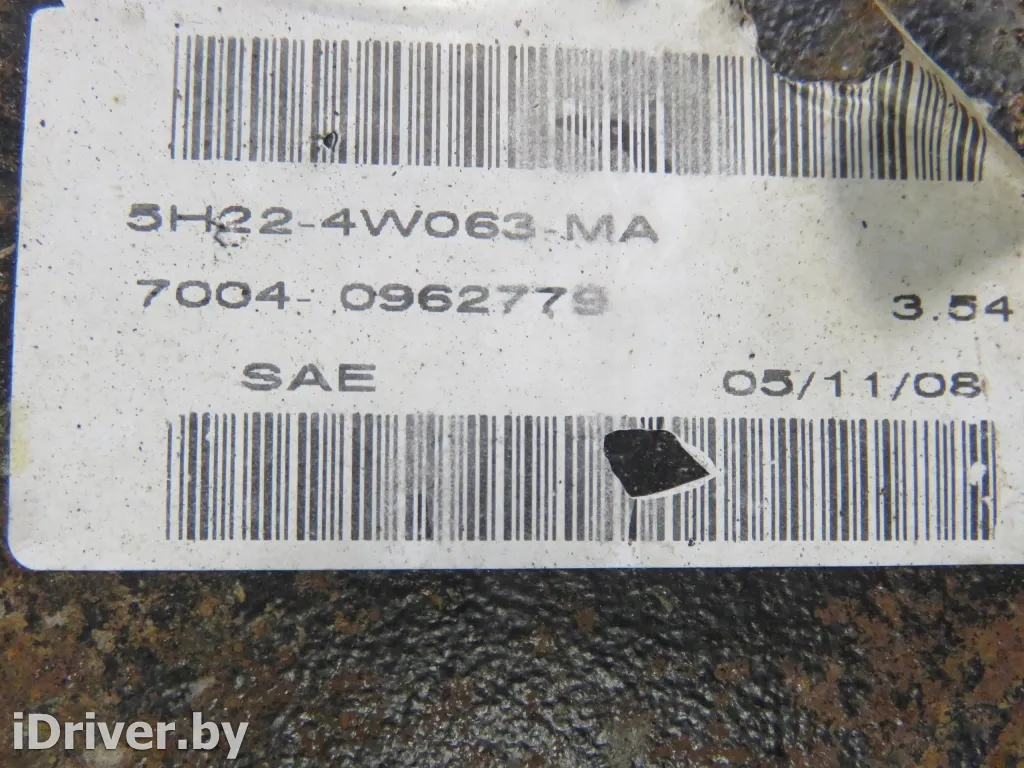 5H22-4W063-MA
7004- 0962779 3.54
SAE 05/11/08
iDriver.by